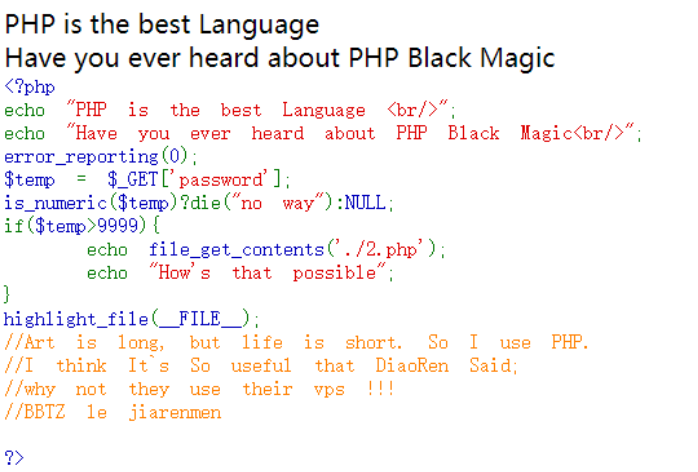 PHP is the best Language
Have you ever heard about PHP Black Magic
<?php
echo "PHP is the best Language <br/>";
echo "Have you ever heard about PHP Black Magic<br/>";
error_reporting(0);
$temp = $_GET['password'];
is_numeric($temp)?die("no way"):NULL;
if($temp>9999){
echo file_get_contents('./2.php');
echo "How's that possible";
}
highlight_file(__FILE__);
//Art is long, but life is short. So I use PHP.
//I think It`s So useful that DiaoRen Said;
//why not they use their vps !!!
//BBTZ le jiarenmen
?>